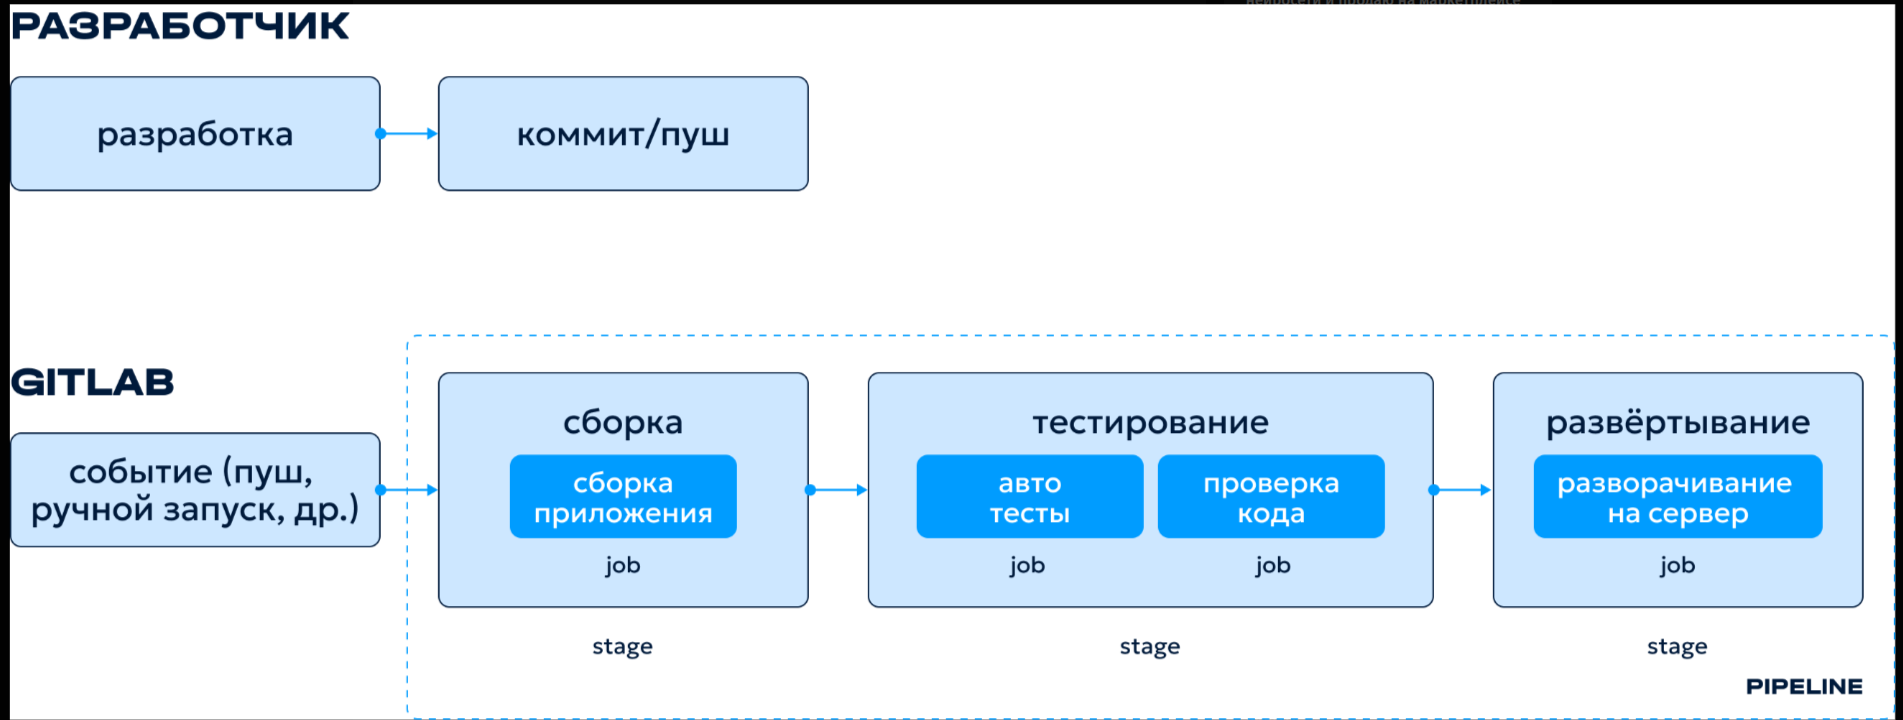 РАЗРАБОТЧИК
разработка
коммит/пуш
GITLAB
событие (пуш,
ручной запуск, др.)
сборка
сборка
приложения
job
stage
тестирование
авто
тесты
job
проверка
кода
job
stage
развёртывание
разворачивание
на сервер
job
stage
PIPELINE